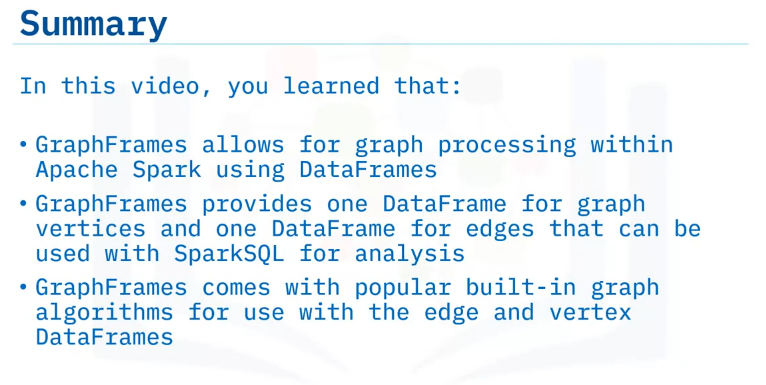 Summary
In this video, you learned that:
• GraphFrames allows for graph processing within
Apache Spark using DataFrames
• GraphFrames provides one DataFrame for graph
vertices and one DataFrame for edges that can be
used with SparkSQL for analysis
• GraphFrames comes with popular built-in graph
algorithms for use with the edge and vertex
DataFrames